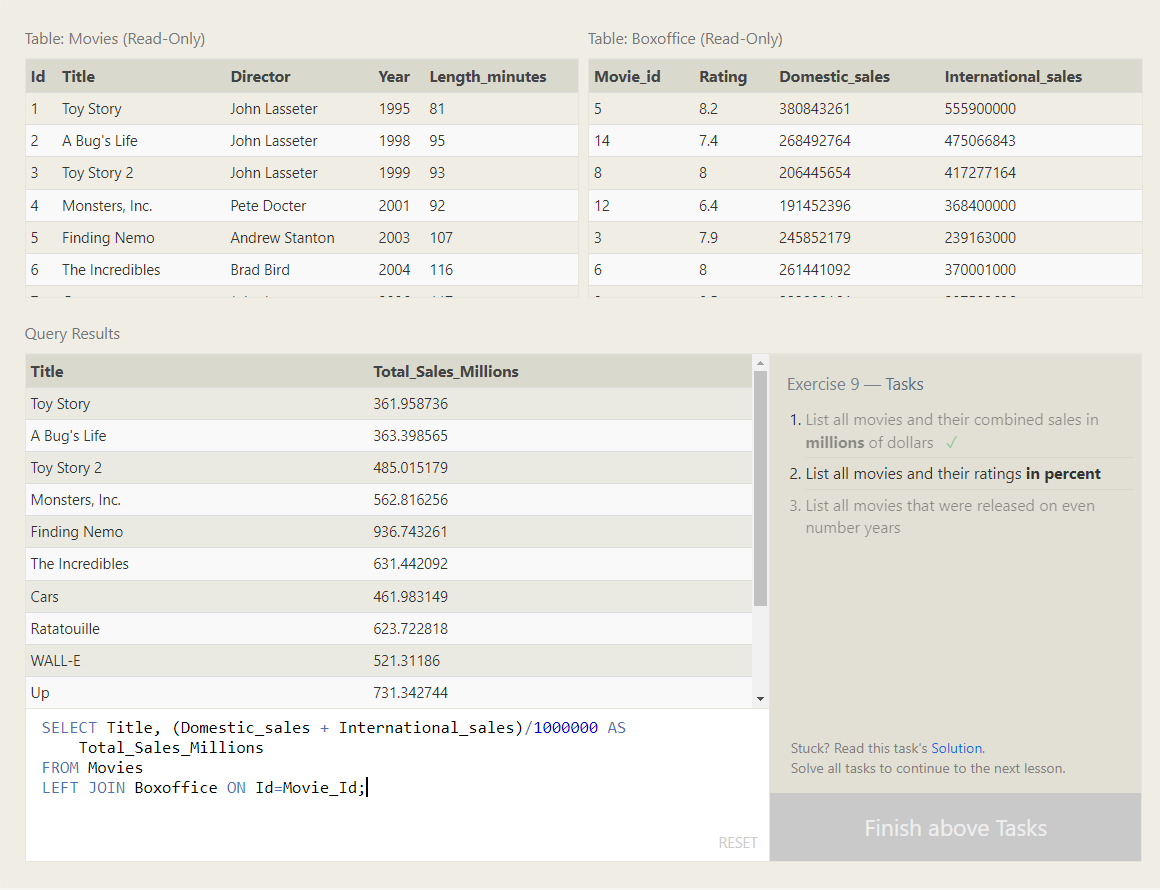 Table: Movies (Read-Only)
Id Title Director Year Length_minutes
1 Toy Story John Lasseter 1995 81
2 A Bug's Life John Lasseter 1998 95
3 Toy Story 2 John Lasseter 1999 93
4 Monsters, Inc. Pete Docter 2001 92
5 Finding Nemo Andrew Stanton 2003 107
6 The Incredibles Brad Bird 2004 116
Table: Boxoffice (Read-Only)
Movie_id Rating Domestic_sales International_sales
5 8.2 380843261 555900000
14 7.4 268492764 475066843
8 8 206445654 417277164
12 6.4 191452396 368400000
3 7.9 245852179 239163000
6 8 261441092 370001000
Query Results
Title Total_Sales_Millions
Toy Story 361.958736
A Bug's Life 363.398565
Toy Story 2 485.015179
Monsters, Inc. 562.816256
Finding Nemo 936.743261
The Incredibles 631.442092
Cars 461.983149
Ratatouille 623.722818
WALL-E 521.31186
Up 731.342744
SELECT Title, (Domestic_sales + International_sales)/1000000 AS
Total_Sales_Millions
FROM Movies
LEFT JOIN Boxoffice ON Id=Movie_Id;
RESET
Exercise 9 — Tasks
1. List all movies and their combined sales in
millions of dollars ✓
2. List all movies and their ratings in percent
3. List all movies that were released on even
number years
Stuck? Read this task's Solution.
Solve all tasks to continue to the next lesson.
Finish above Tasks